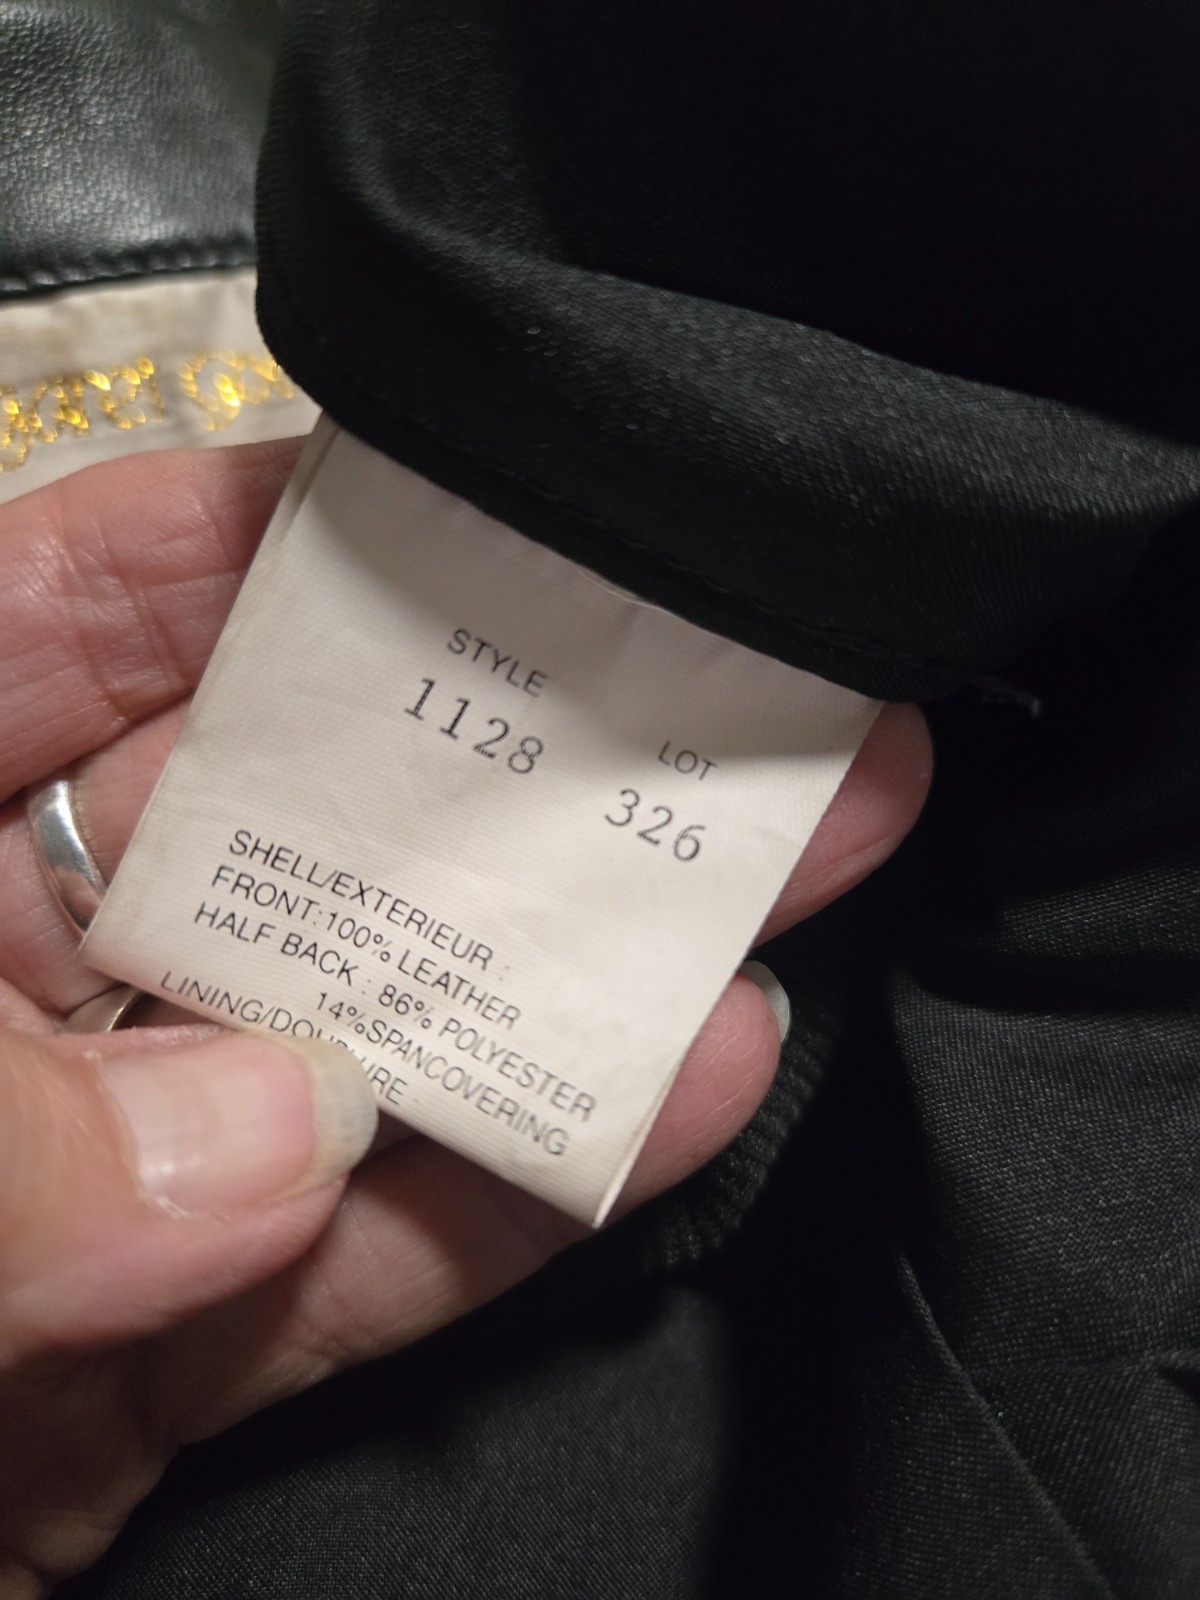 STYLE
1128
LOT
326
SHELL/EXTERIEUR :
FRONT:100% LEATHER
HALF BACK : 86% POLYESTER
14%SPANCOVERING